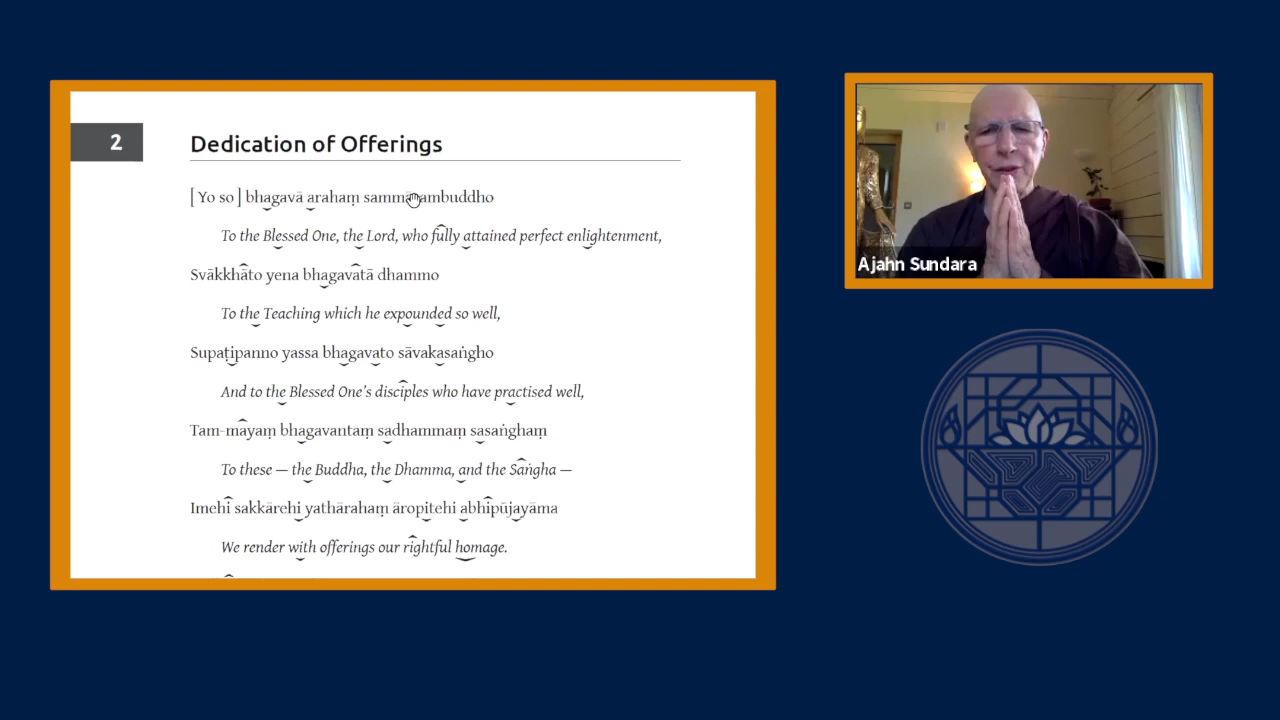 2
Dedication of Offerings
[ Yo so ] bhagavā arahaṃ sammāsambuddho
To the Blessed One, the Lord, who fully attained perfect enlightenment,
Svākkhāto yena bhagavatā dhammo
To the Teaching which he expounded so well,
Supaṭipanno yassa bhagavato sāvakasaṅgho
And to the Blessed One’s disciples who have practised well,
Tam-mayaṃ bhagavantaṃ sadhammaṃ sasaṅghaṃ
To these — the Buddha, the Dhamma, and the Saṅgha —
Imehi sakkārehi yathārahaṃ āropitehi abhipūjayāma
We render with offerings our rightful homage.
Ajahn Sundara